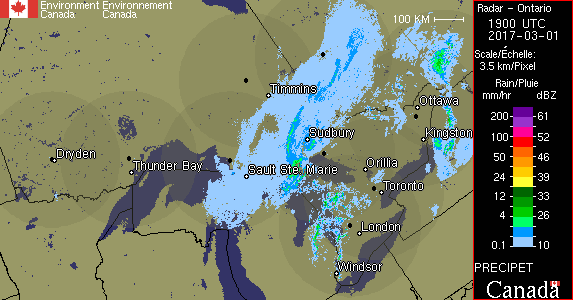 Environment Environnement
Canada Canada
Radar - Ontario
1900 UTC
2017-03-01
100 KM
Scale/Échelle:
3.5 km/Pixel
Rain/Pluie
mm/hr dBZ
200 61
100 52
50 46
24 39
12 33
4 26
0.1 10
Timmins
Ottawa
Sudbury
Kingston
Dryden
Thunder Bay
Sault Ste. Marie
Orillia
Toronto
London
Windsor
PRECIPET
Canada